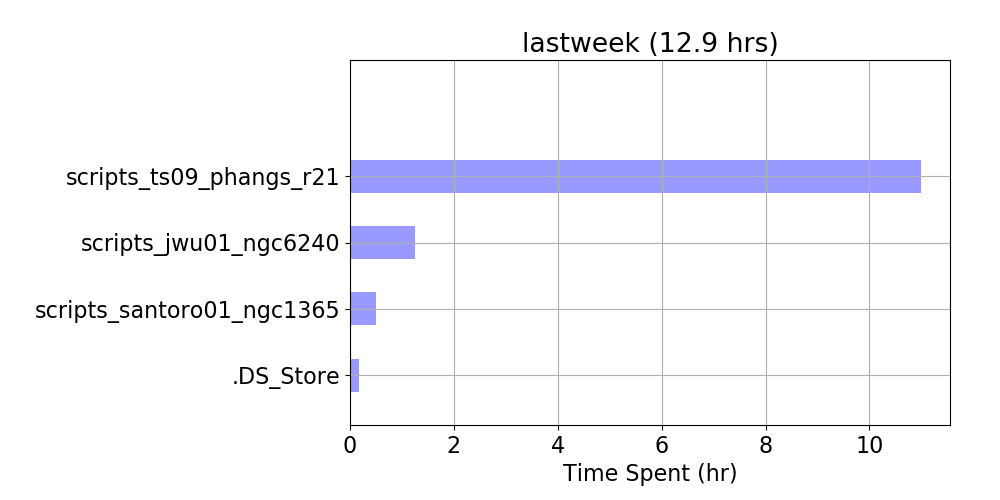 lastweek (12.9 hrs)
scripts_ts09_phangs_r21
scripts_jwu01_ngc6240
scripts_santoro01_ngc1365
.DS_Store
0 2 4 6 8 10
Time Spent (hr)